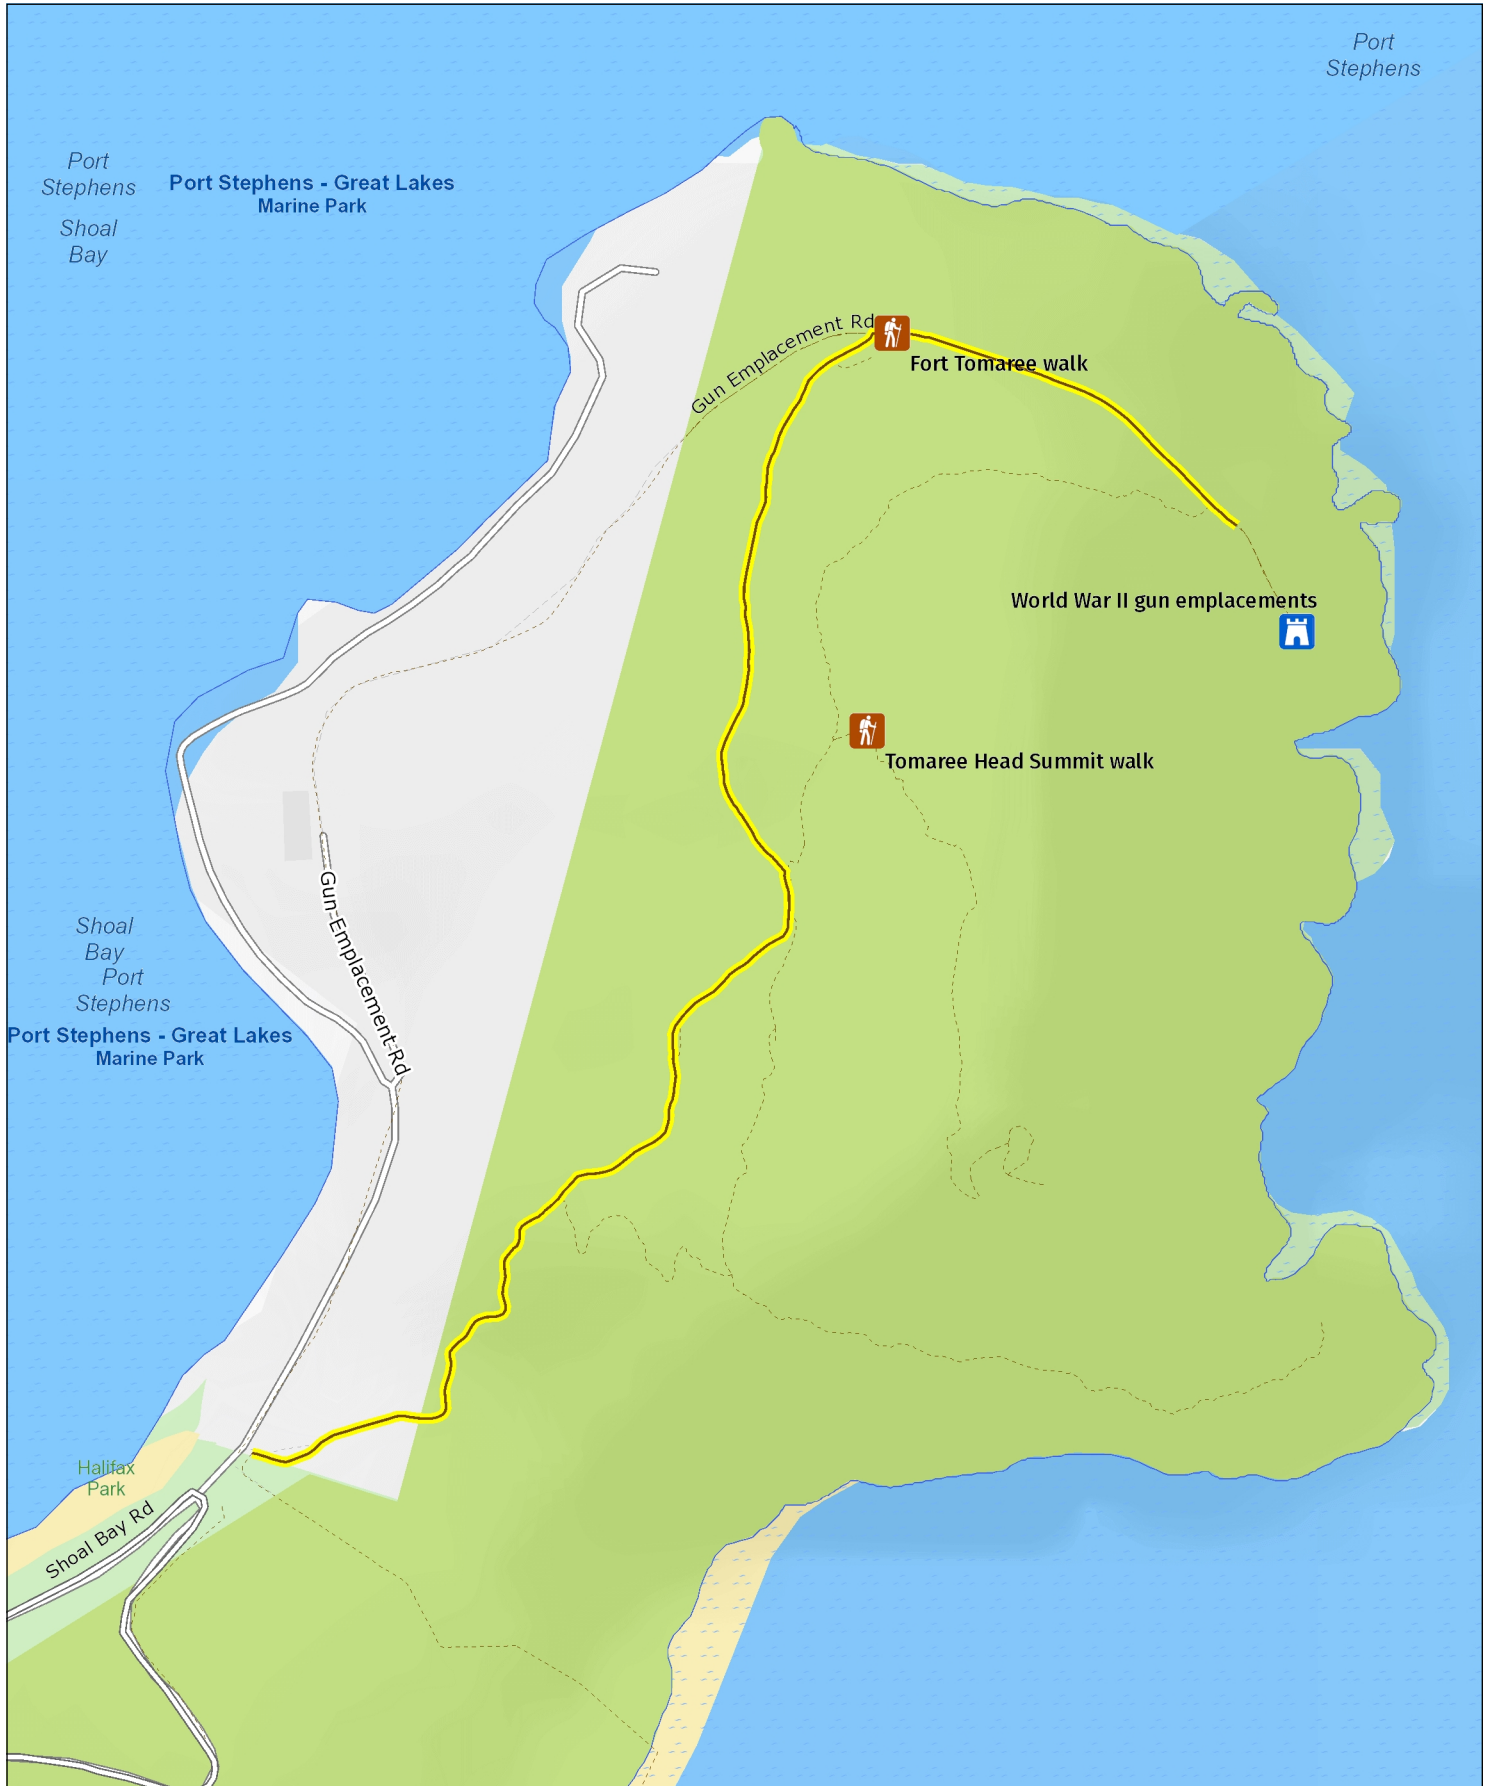 Port
Stephens
Port
Stephens
Port Stephens - Great Lakes
Marine Park
Shoal
Bay
Gun Emplacement Rd
Fort Tomaree walk
World War II gun emplacements
Tomaree Head Summit walk
Gun-Emplacement-Rd
Shoal
Bay
Port
Stephens
Port Stephens - Great Lakes
Marine Park
Halifax
Park
Shoal Bay Rd